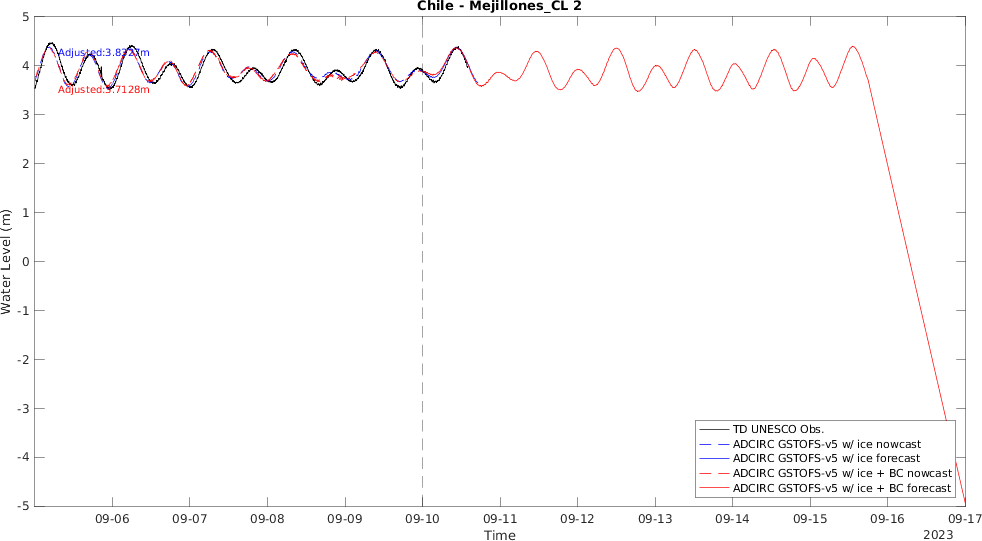 Chile - Mejillones_CL 2
5
4
3
2
1
0
-1
-2
-3
-4
-5
Water Level (m)
Adjusted:3.8327m
Adjusted:3.7128m
TD UNESCO Obs.
ADCIRC GSTOFS-v5 w/ ice nowcast
ADCIRC GSTOFS-v5 w/ ice forecast
ADCIRC GSTOFS-v5 w/ ice + BC nowcast
ADCIRC GSTOFS-v5 w/ ice + BC forecast
09-06 09-07 09-08 09-09 09-10 09-11 09-12 09-13 09-14 09-15 09-16 09-17
Time
2023